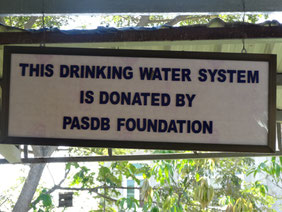 THIS DRINKING WATER SYSTEM
IS DONATED BY
PASDB FOUNDATION